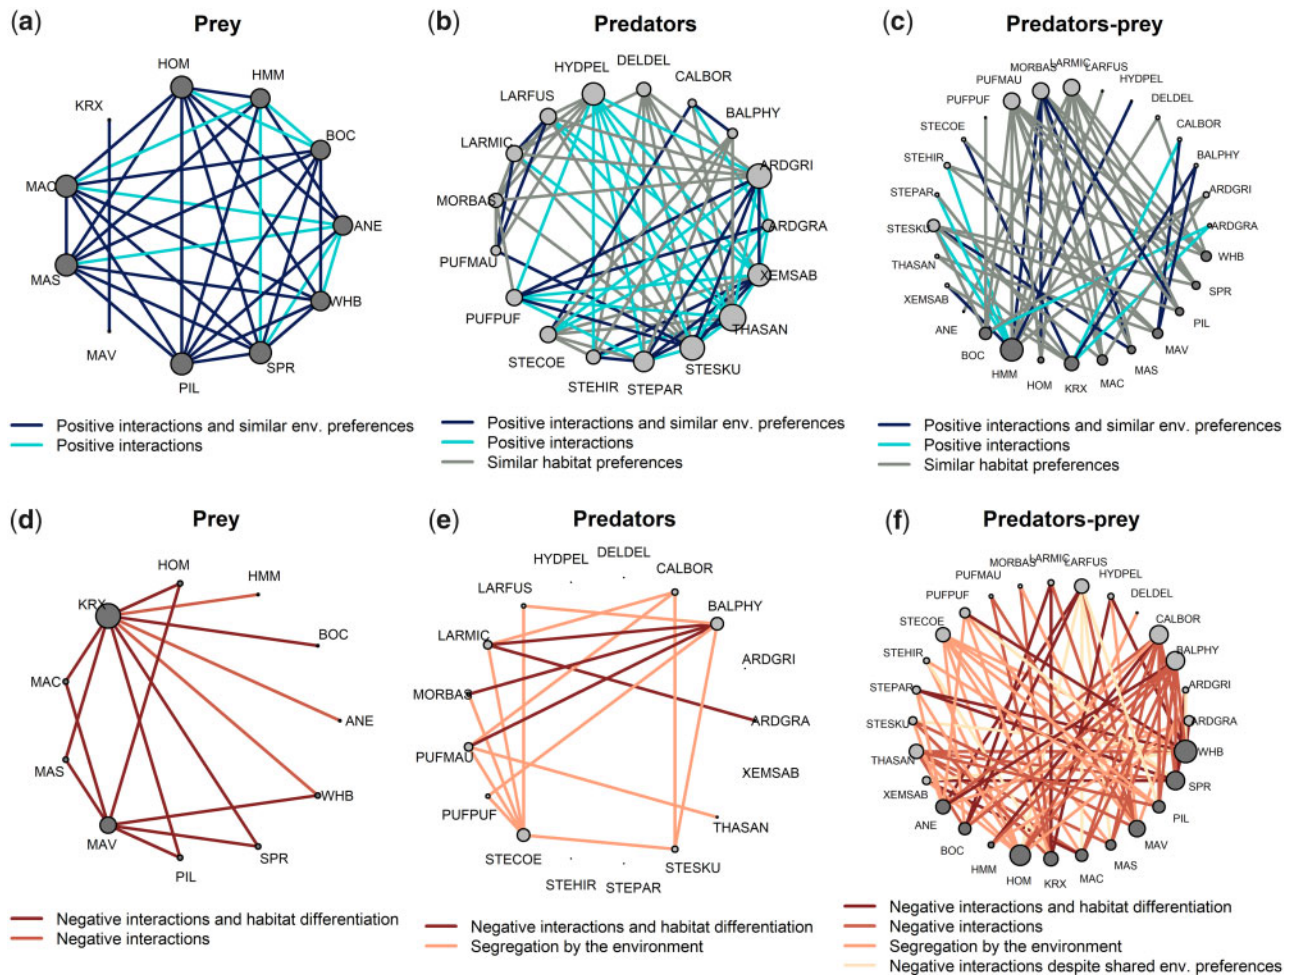 (a) Prey
HOM
HMM
KRX
BOC
MAC
ANE
MAS
WHB
MAV
SPR
PIL
Positive interactions and similar env. preferences
Positive interactions
(b) Predators
DELDEL
HYDPEL
CALBOR
LARFUS
BALPHY
LARMIC
ARDGRI
MORBAS
ARDGRA
PUFMAU
XEMSAB
PUFPUF
THASAN
STECOE
STESKU
STEHIR
STEPAR
Positive interactions and similar env. preferences
Positive interactions
Similar habitat preferences
(c) Predators-prey
LARMIC
MORBAS
LARFUS
PUFMAU
HYDPEL
PUFPUF
DELDEL
STECOE
CALBOR
STEHIR
BALPHY
STEPAR
ARDGRI
STESKU
ARDGRA
THASAN
WHB
XEMSAB
SPR
ANE
PIL
BOC
MAV
HMM
MAS
HOM
MAC
KRX
Positive interactions and similar env. preferences
Positive interactions
Similar habitat preferences
(d) Prey
HOM
HMM
KRX
BOC
MAC
ANE
MAS
WHB
MAV
SPR
PIL
Negative interactions and habitat differentiation
Negative interactions
(e) Predators
DELDEL
HYDPEL
CALBOR
LARFUS
BALPHY
LARMIC
ARDGRI
MORBAS
ARDGRA
PUFMAU
XEMSAB
PUFPUF
THASAN
STECOE
STESKU
STEHIR
STEPAR
Negative interactions and habitat differentiation
Segregation by the environment
(f) Predators-prey
LARMIC
MORBAS
LARFUS
PUFMAU
HYDPEL
PUFPUF
DELDEL
STECOE
CALBOR
STEHIR
BALPHY
STEPAR
ARDGRI
STESKU
ARDGRA
THASAN
WHB
XEMSAB
SPR
ANE
PIL
BOC
MAV
HMM
MAS
HOM
MAC
KRX
Negative interactions and habitat differentiation
Negative interactions
Segregation by the environment
Negative interactions despite shared env. preferences